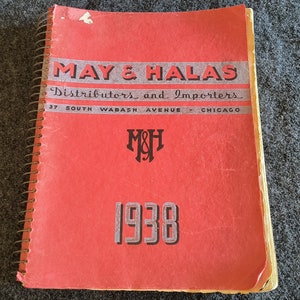 MAY & HALAS
Distributors and Importers
37 SOUTH WABASH AVENUE - CHICAGO
M&H
1938